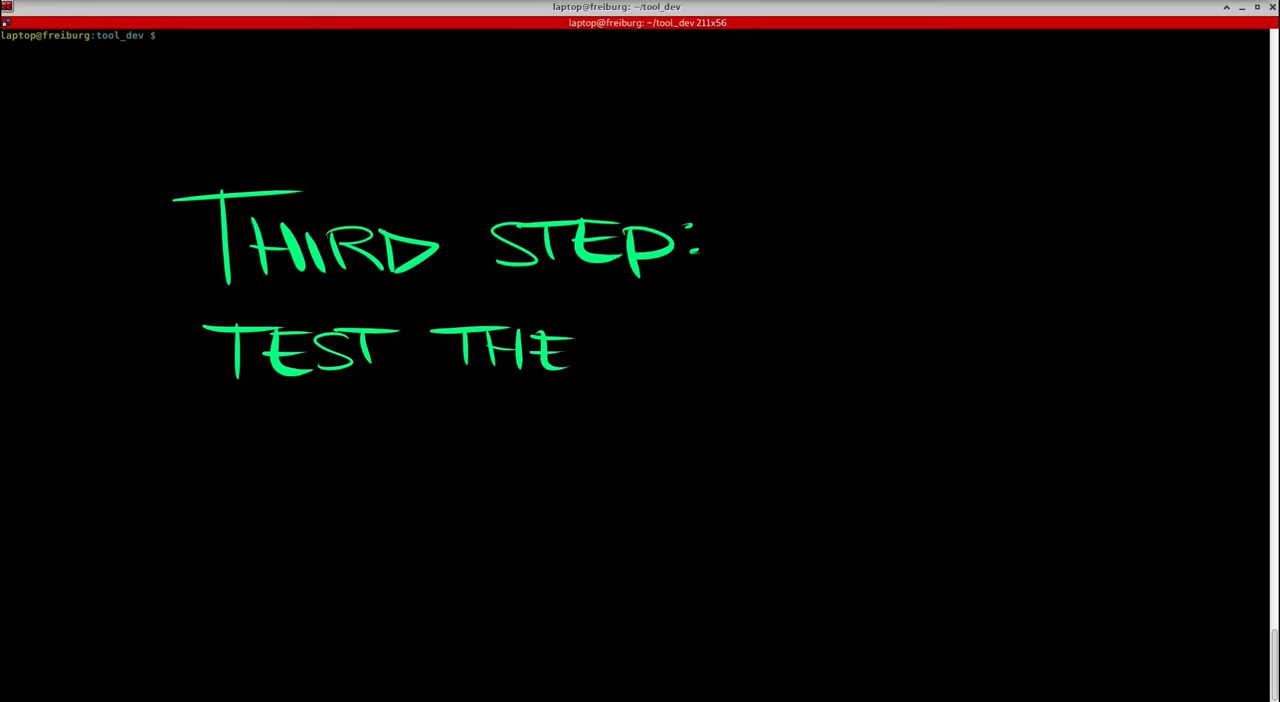 laptop@freiburg: ~/tool_dev
laptop@freiburg: ~/tool_dev 211x56
laptop@freiburg:tool_dev $
THIRD STEP:
TEST THE